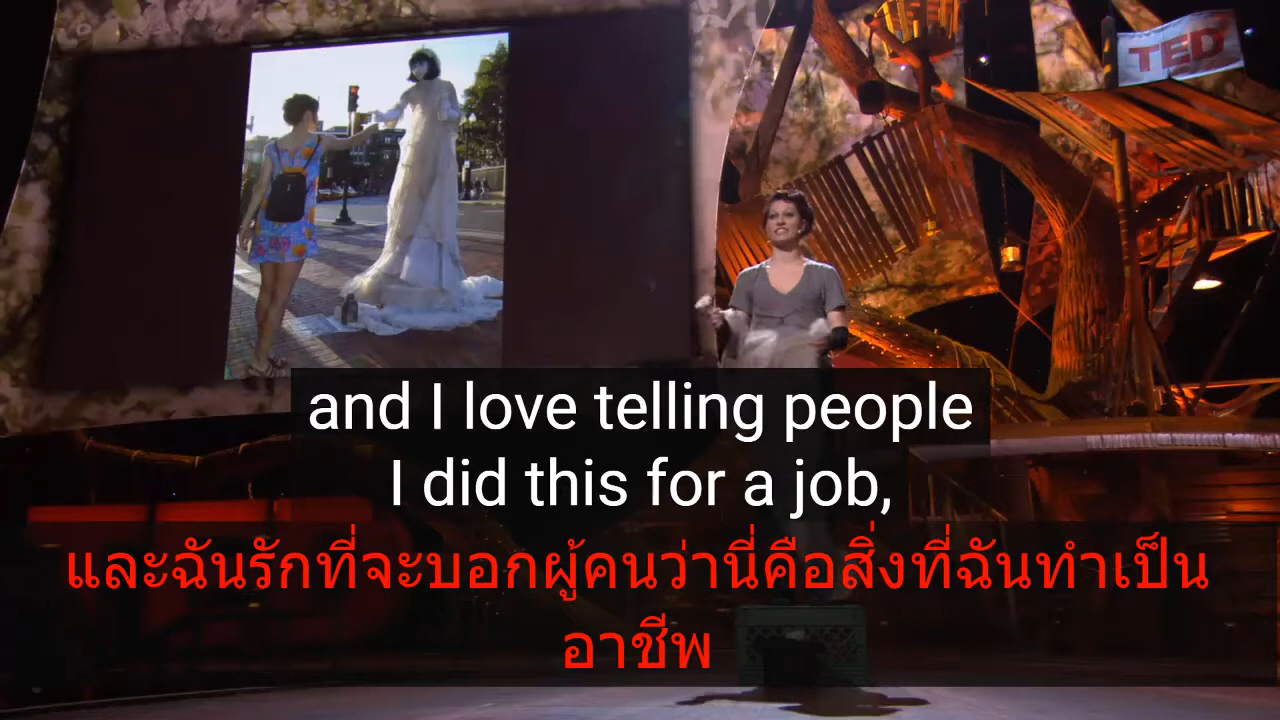 TED
and I love telling people
I did this for a job,
และฉันรักที่จะบอกผู้คนว่านี่คือสิ่งที่ฉันทำเป็น
อาชีพ